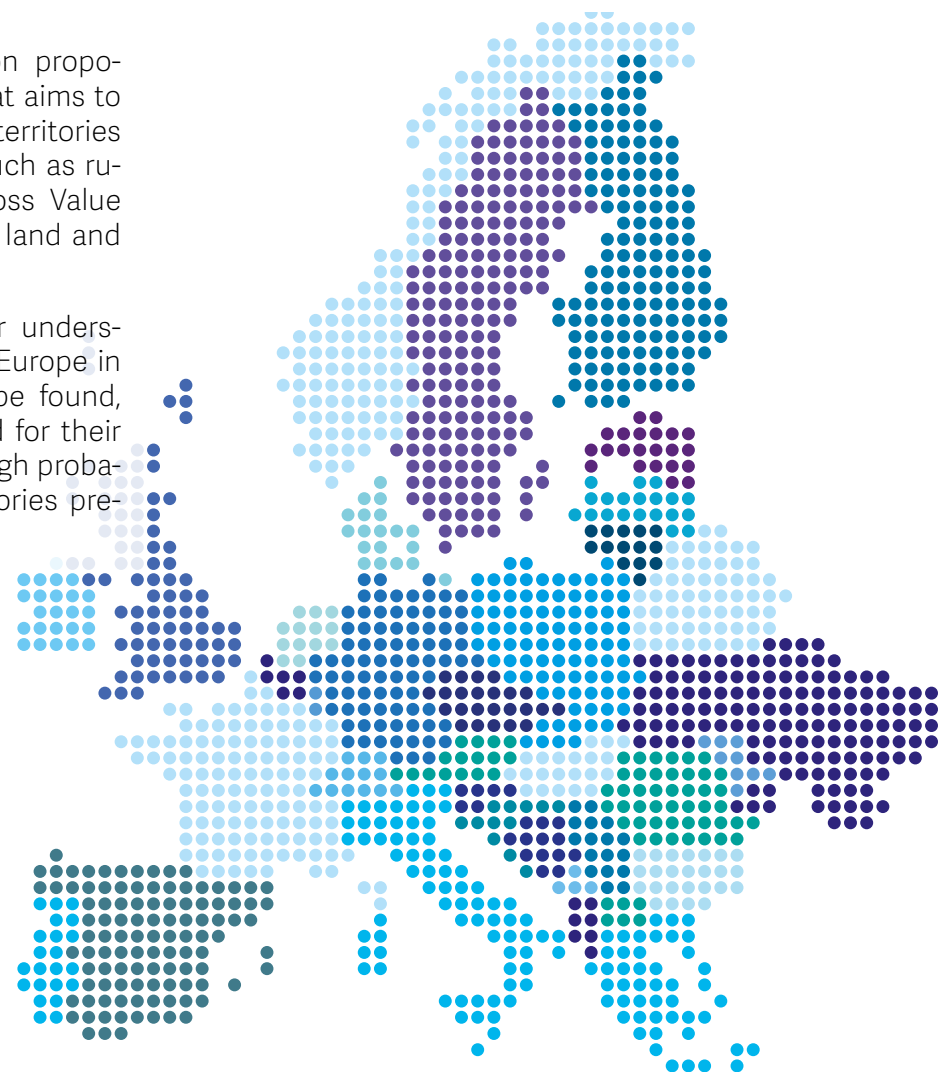 on propo-
at aims to
territories
uch as ru-
oss Value
land and
r unders-
Europe in
be found,
d for their
gh proba-
ories pre-